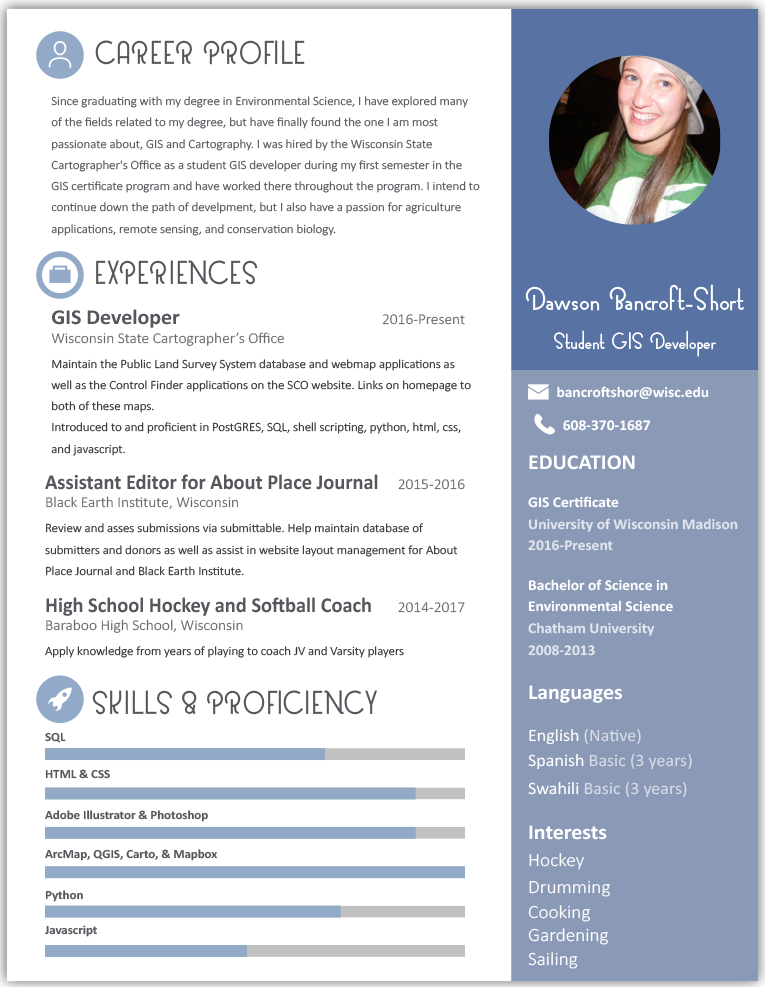 CAREER PROFILE
Since graduating with my degree in Environmental Science, I have explored many
of the fields related to my degree, but have finally found the one I am most
passionate about, GIS and Cartography. I was hired by the Wisconsin State
Cartographer's Office as a student GIS developer during my first semester in the
GIS certificate program and have worked there throughout the program. I intend to
continue down the path of develpment, but I also have a passion for agriculture
applications, remote sensing, and conservation biology.
EXPERIENCES
GIS Developer 2016-Present
Wisconsin State Cartographer's Office
Maintain the Public Land Survey System database and webmap applications as
well as the Control Finder applications on the SCO website. Links on homepage to
both of these maps.
Introduced to and proficient in PostGRES, SQL, shell scripting, python, html, css,
and javascript.
Assistant Editor for About Place Journal 2015-2016
Black Earth Institute, Wisconsin
Review and asses submissions via submittable. Help maintain database of
submitters and donors as well as assist in website layout management for About
Place Journal and Black Earth Institute.
High School Hockey and Softball Coach 2014-2017
Baraboo High School, Wisconsin
Apply knowledge from years of playing to coach JV and Varsity players
SKILLS & PROFICIENCY
SQL
HTML & CSS
Adobe Illustrator & Photoshop
ArcMap, QGIS, Carto, & Mapbox
Python
Javascript
Dawson Bancroft-Short
Student GIS Developer
bancroftshor@wisc.edu
608-370-1687
EDUCATION
GIS Certificate
University of Wisconsin Madison
2016-Present
Bachelor of Science in
Environmental Science
Chatham University
2008-2013
Languages
English (Native)
Spanish Basic (3 years)
Swahili Basic (3 years)
Interests
Hockey
Drumming
Cooking
Gardening
Sailing